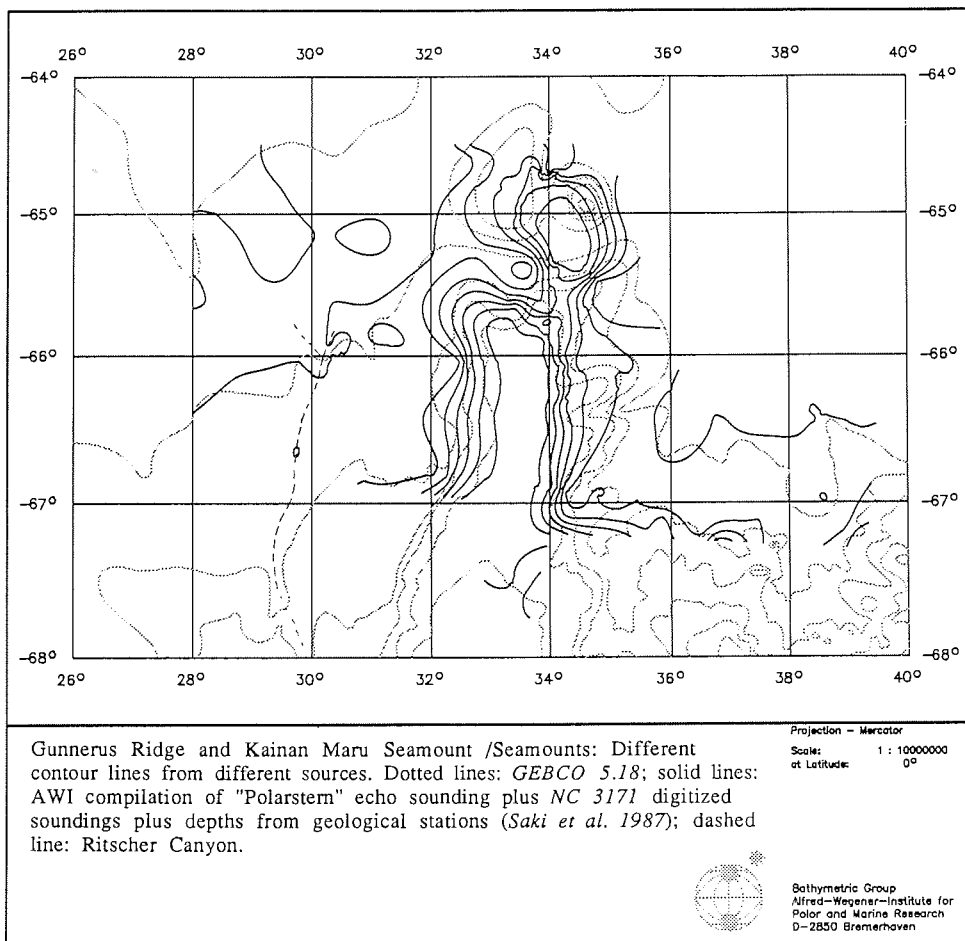 26° 28° 30° 32° 34° 36° 38° 40°
-64° -64°
-65° -65°
-66° -66°
-67° -67°
-68° -68°
26° 28° 30° 32° 34° 36° 38° 40°
Gunnerus Ridge and Kainan Maru Seamount /Seamounts: Different
contour lines from different sources. Dotted lines: GEBCO 5.18; solid lines:
AWI compilation of "Polarstern" echo sounding plus NC 3171 digitized
soundings plus depths from geological stations (Saki et al. 1987); dashed
line: Ritscher Canyon.
Projection - Mercator
Scale: 1 : 10000000
at Latitude: 0°
Bathymetric Group
Alfred-Wegener-Institute for
Polar and Marine Research
D-2850 Bremerhaven